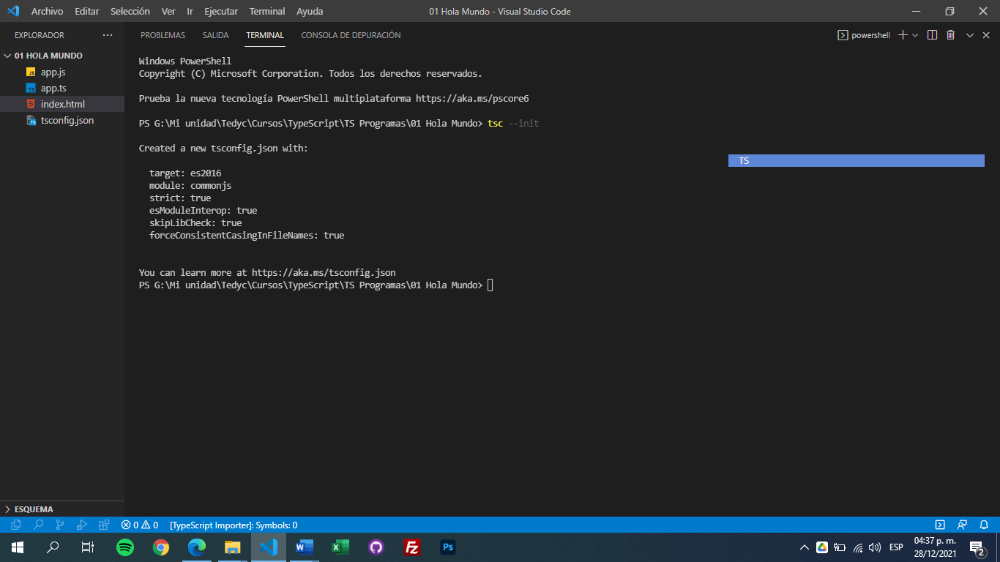 Archivo Editar Selección Ver Ir Ejecutar Terminal Ayuda 01 Hola Mundo - Visual Studio Code
EXPLORADOR ···
01 HOLA MUNDO
JS app.js
TS app.ts
index.html
TS tsconfig.json
ESQUEMA
PROBLEMAS SALIDA TERMINAL CONSOLA DE DEPURACIÓN powershell
Windows PowerShell
Copyright (C) Microsoft Corporation. Todos los derechos reservados.
Prueba la nueva tecnología PowerShell multiplataforma https://aka.ms/pscore6
PS G:\Mi unidad\Tedyc\Cursos\TypeScript\TS Programas\01 Hola Mundo> tsc --init
Created a new tsconfig.json with:
TS
target: es2016
module: commonjs
strict: true
esModuleInterop: true
skipLibCheck: true
forceConsistentCasingInFileNames: true
You can learn more at https://aka.ms/tsconfig.json
PS G:\Mi unidad\Tedyc\Cursos\TypeScript\TS Programas\01 Hola Mundo>
0 0 [TypeScript Importer]: Symbols: 0
W X Fz Ps ESP 04:37 p. m.
28/12/2021 2